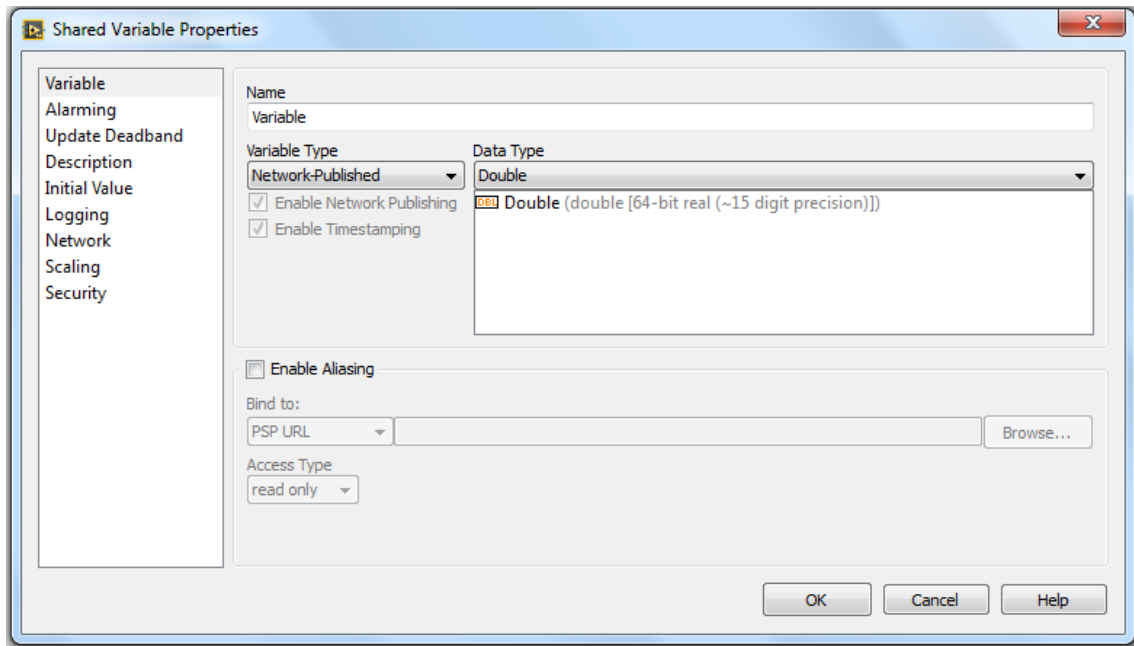 Shared Variable Properties
Variable
Alarming
Update Deadband
Description
Initial Value
Logging
Network
Scaling
Security
Name
Variable
Variable Type
Data Type
Network-Published
Double
Enable Network Publishing
Enable Timestamping
DBL Double (double [64-bit real (~15 digit precision)])
Enable Aliasing
Bind to:
PSP URL
Browse...
Access Type
read only
OK
Cancel
Help